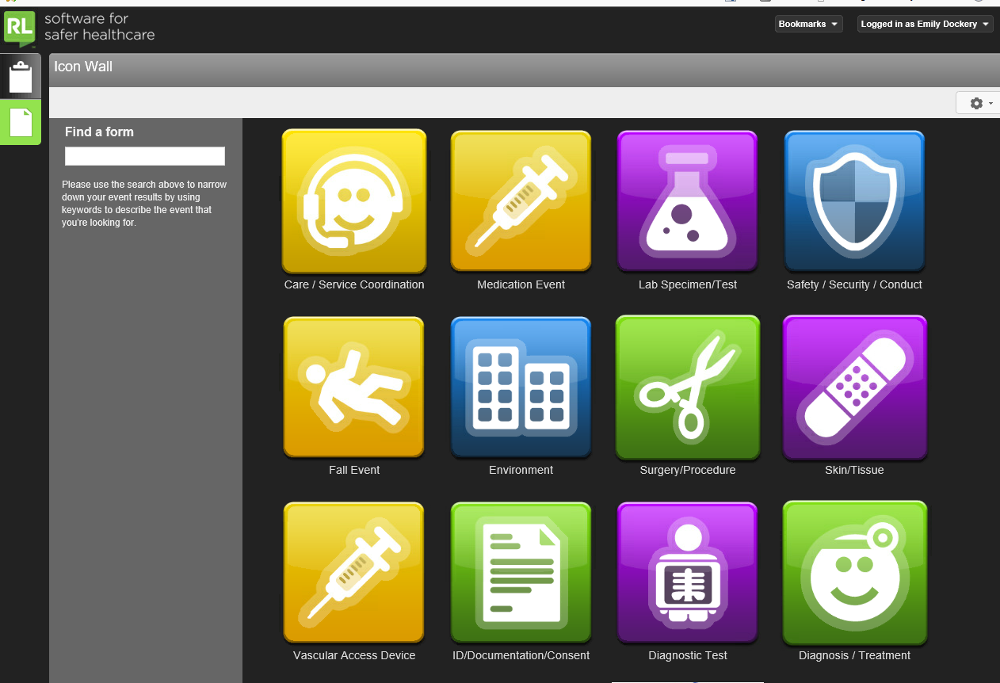 RL
software for
safer healthcare
Bookmarks
Logged in as Emily Dockery
Icon Wall
Find a form
Please use the search above to narrow
down your event results by using
keywords to describe the event that
you're looking for.
Care / Service Coordination
Medication Event
Lab Specimen/Test
Safety / Security / Conduct
Fall Event
Environment
Surgery/Procedure
Skin/Tissue
Vascular Access Device
ID/Documentation/Consent
Diagnostic Test
Diagnosis / Treatment